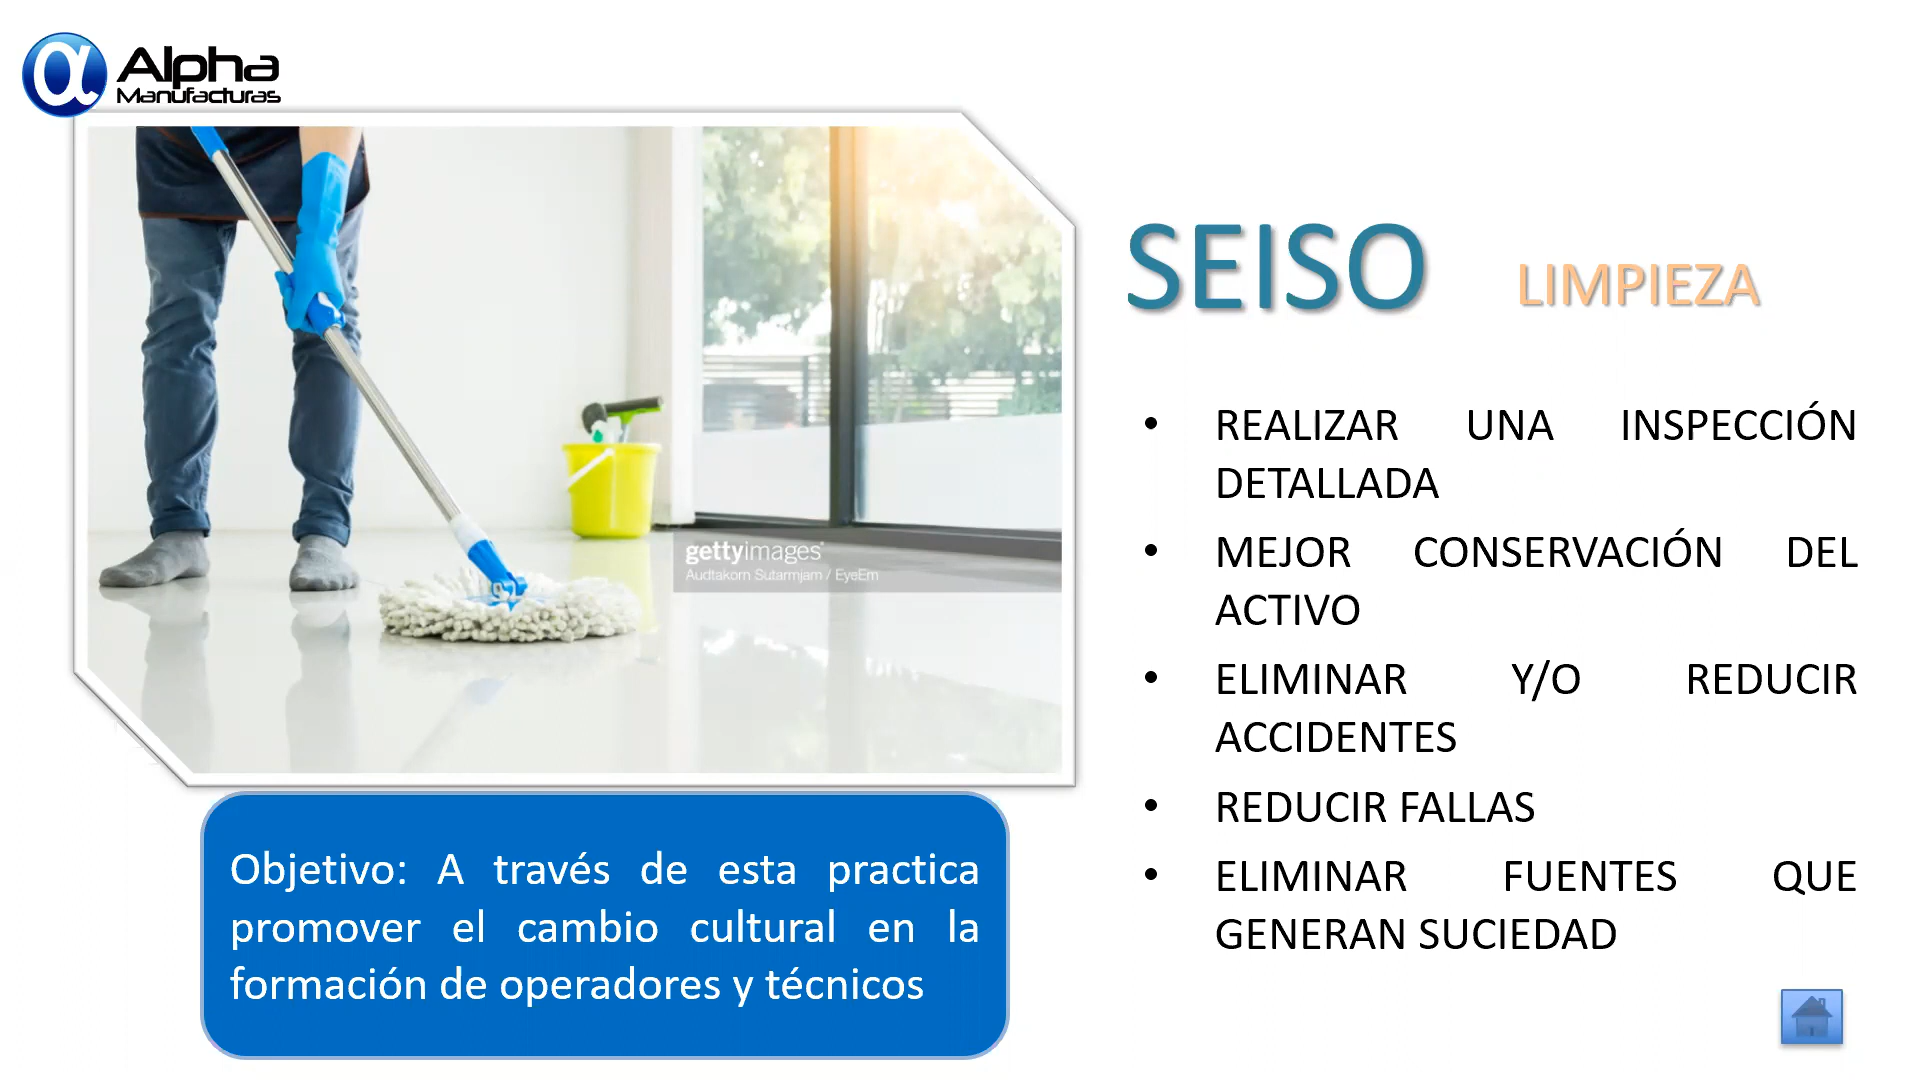 α Alpha
Manufacturas
gettyimages®
Audtakorn Sutarmjam / EyeEm
SEISO LIMPIEZA
• REALIZAR UNA INSPECCIÓN
DETALLADA
• MEJOR CONSERVACIÓN DEL
ACTIVO
• ELIMINAR Y/O REDUCIR
ACCIDENTES
• REDUCIR FALLAS
• ELIMINAR FUENTES QUE
GENERAN SUCIEDAD
Objetivo: A través de esta practica
promover el cambio cultural en la
formación de operadores y técnicos